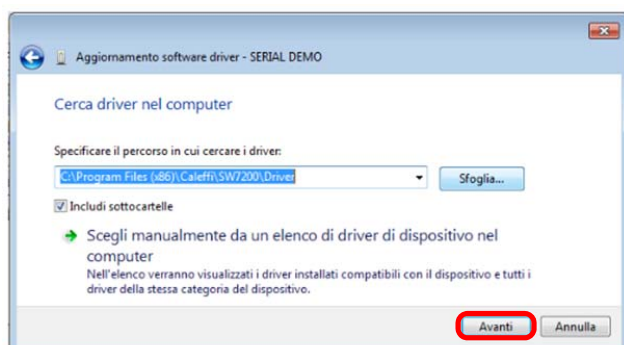 Aggiornamento software driver - SERIAL DEMO
Cerca driver nel computer
Specificare il percorso in cui cercare i driver:
C:\Program Files (x86)\Caleffi\SW7200\Driver
Sfoglia...
Includi sottocartelle
Scegli manualmente da un elenco di driver di dispositivo nel
computer
Nell'elenco verranno visualizzati i driver installati compatibili con il dispositivo e tutti i
driver della stessa categoria del dispositivo.
Avanti
Annulla